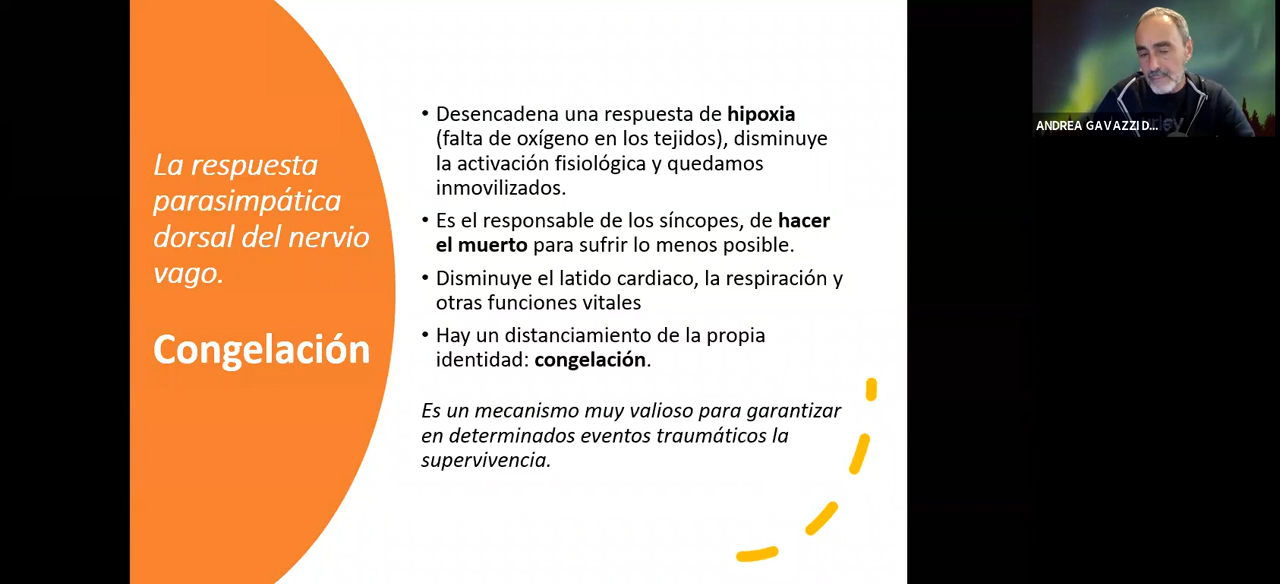 La respuesta
parasimpática
dorsal del nervio
vago.
Congelación
• Desencadena una respuesta de hipoxia
(falta de oxígeno en los tejidos), disminuye
la activación fisiológica y quedamos
inmovilizados.
• Es el responsable de los síncopes, de hacer
el muerto para sufrir lo menos posible.
• Disminuye el latido cardiaco, la respiración y
otras funciones vitales
• Hay un distanciamiento de la propia
identidad: congelación.
Es un mecanismo muy valioso para garantizar
en determinados eventos traumáticos la
supervivencia.
ANDREA GAVAZZI D...